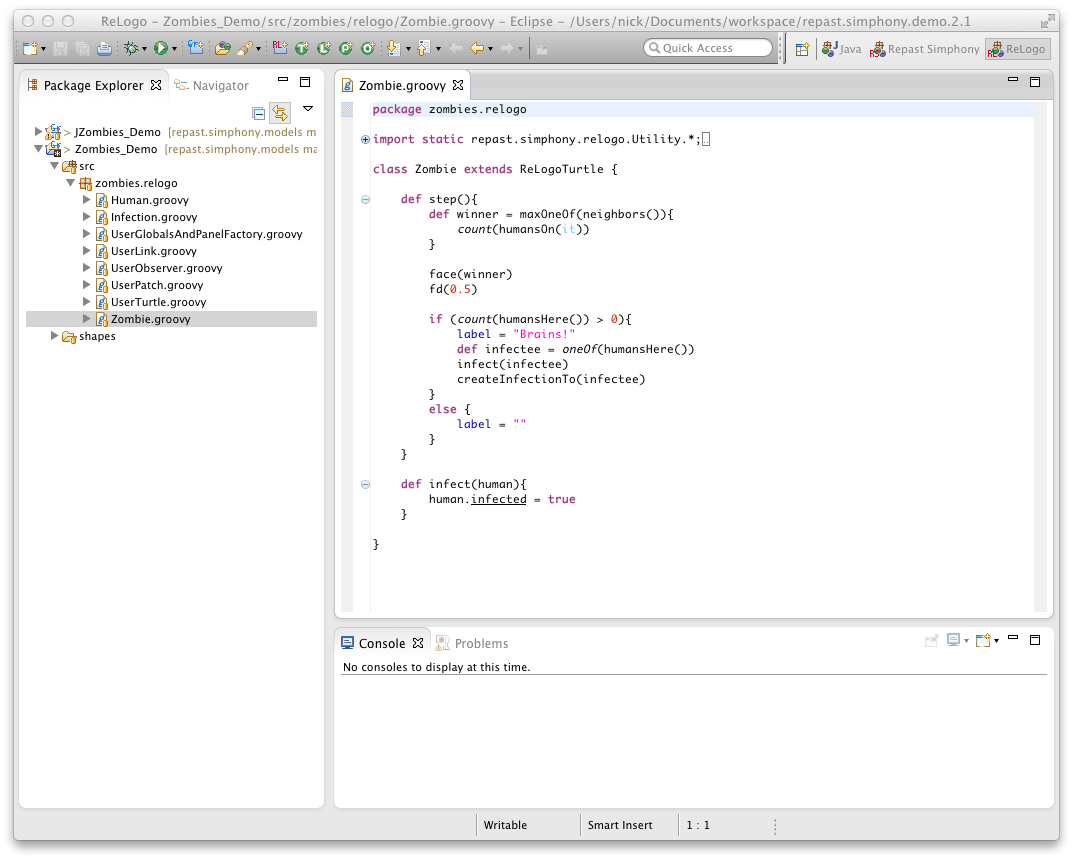 ReLogo – Zombies_Demo/src/zombies/relogo/Zombie.groovy – Eclipse – /Users/nick/Documents/workspace/repast.simphony.demo.2.1
Quick Access
Java
Repast Simphony
ReLogo
Package Explorer
Navigator
> JZombies_Demo [repast.simphony.models m
> Zombies_Demo [repast.simphony.models ma
src
zombies.relogo
Human.groovy
Infection.groovy
UserGlobalsAndPanelFactory.groovy
UserLink.groovy
UserObserver.groovy
UserPatch.groovy
UserTurtle.groovy
Zombie.groovy
shapes
Zombie.groovy
package zombies.relogo
import static repast.simphony.relogo.Utility.*;
class Zombie extends ReLogoTurtle {
def step(){
def winner = maxOneOf(neighbors()){
count(humansOn(it))
}
face(winner)
fd(0.5)
if (count(humansHere()) > 0){
label = "Brains!"
def infectee = oneOf(humansHere())
infect(infectee)
createInfectionTo(infectee)
}
else {
label = ""
}
}
def infect(human){
human.infected = true
}
}
Console
Problems
No consoles to display at this time.
Writable
Smart Insert
1 : 1